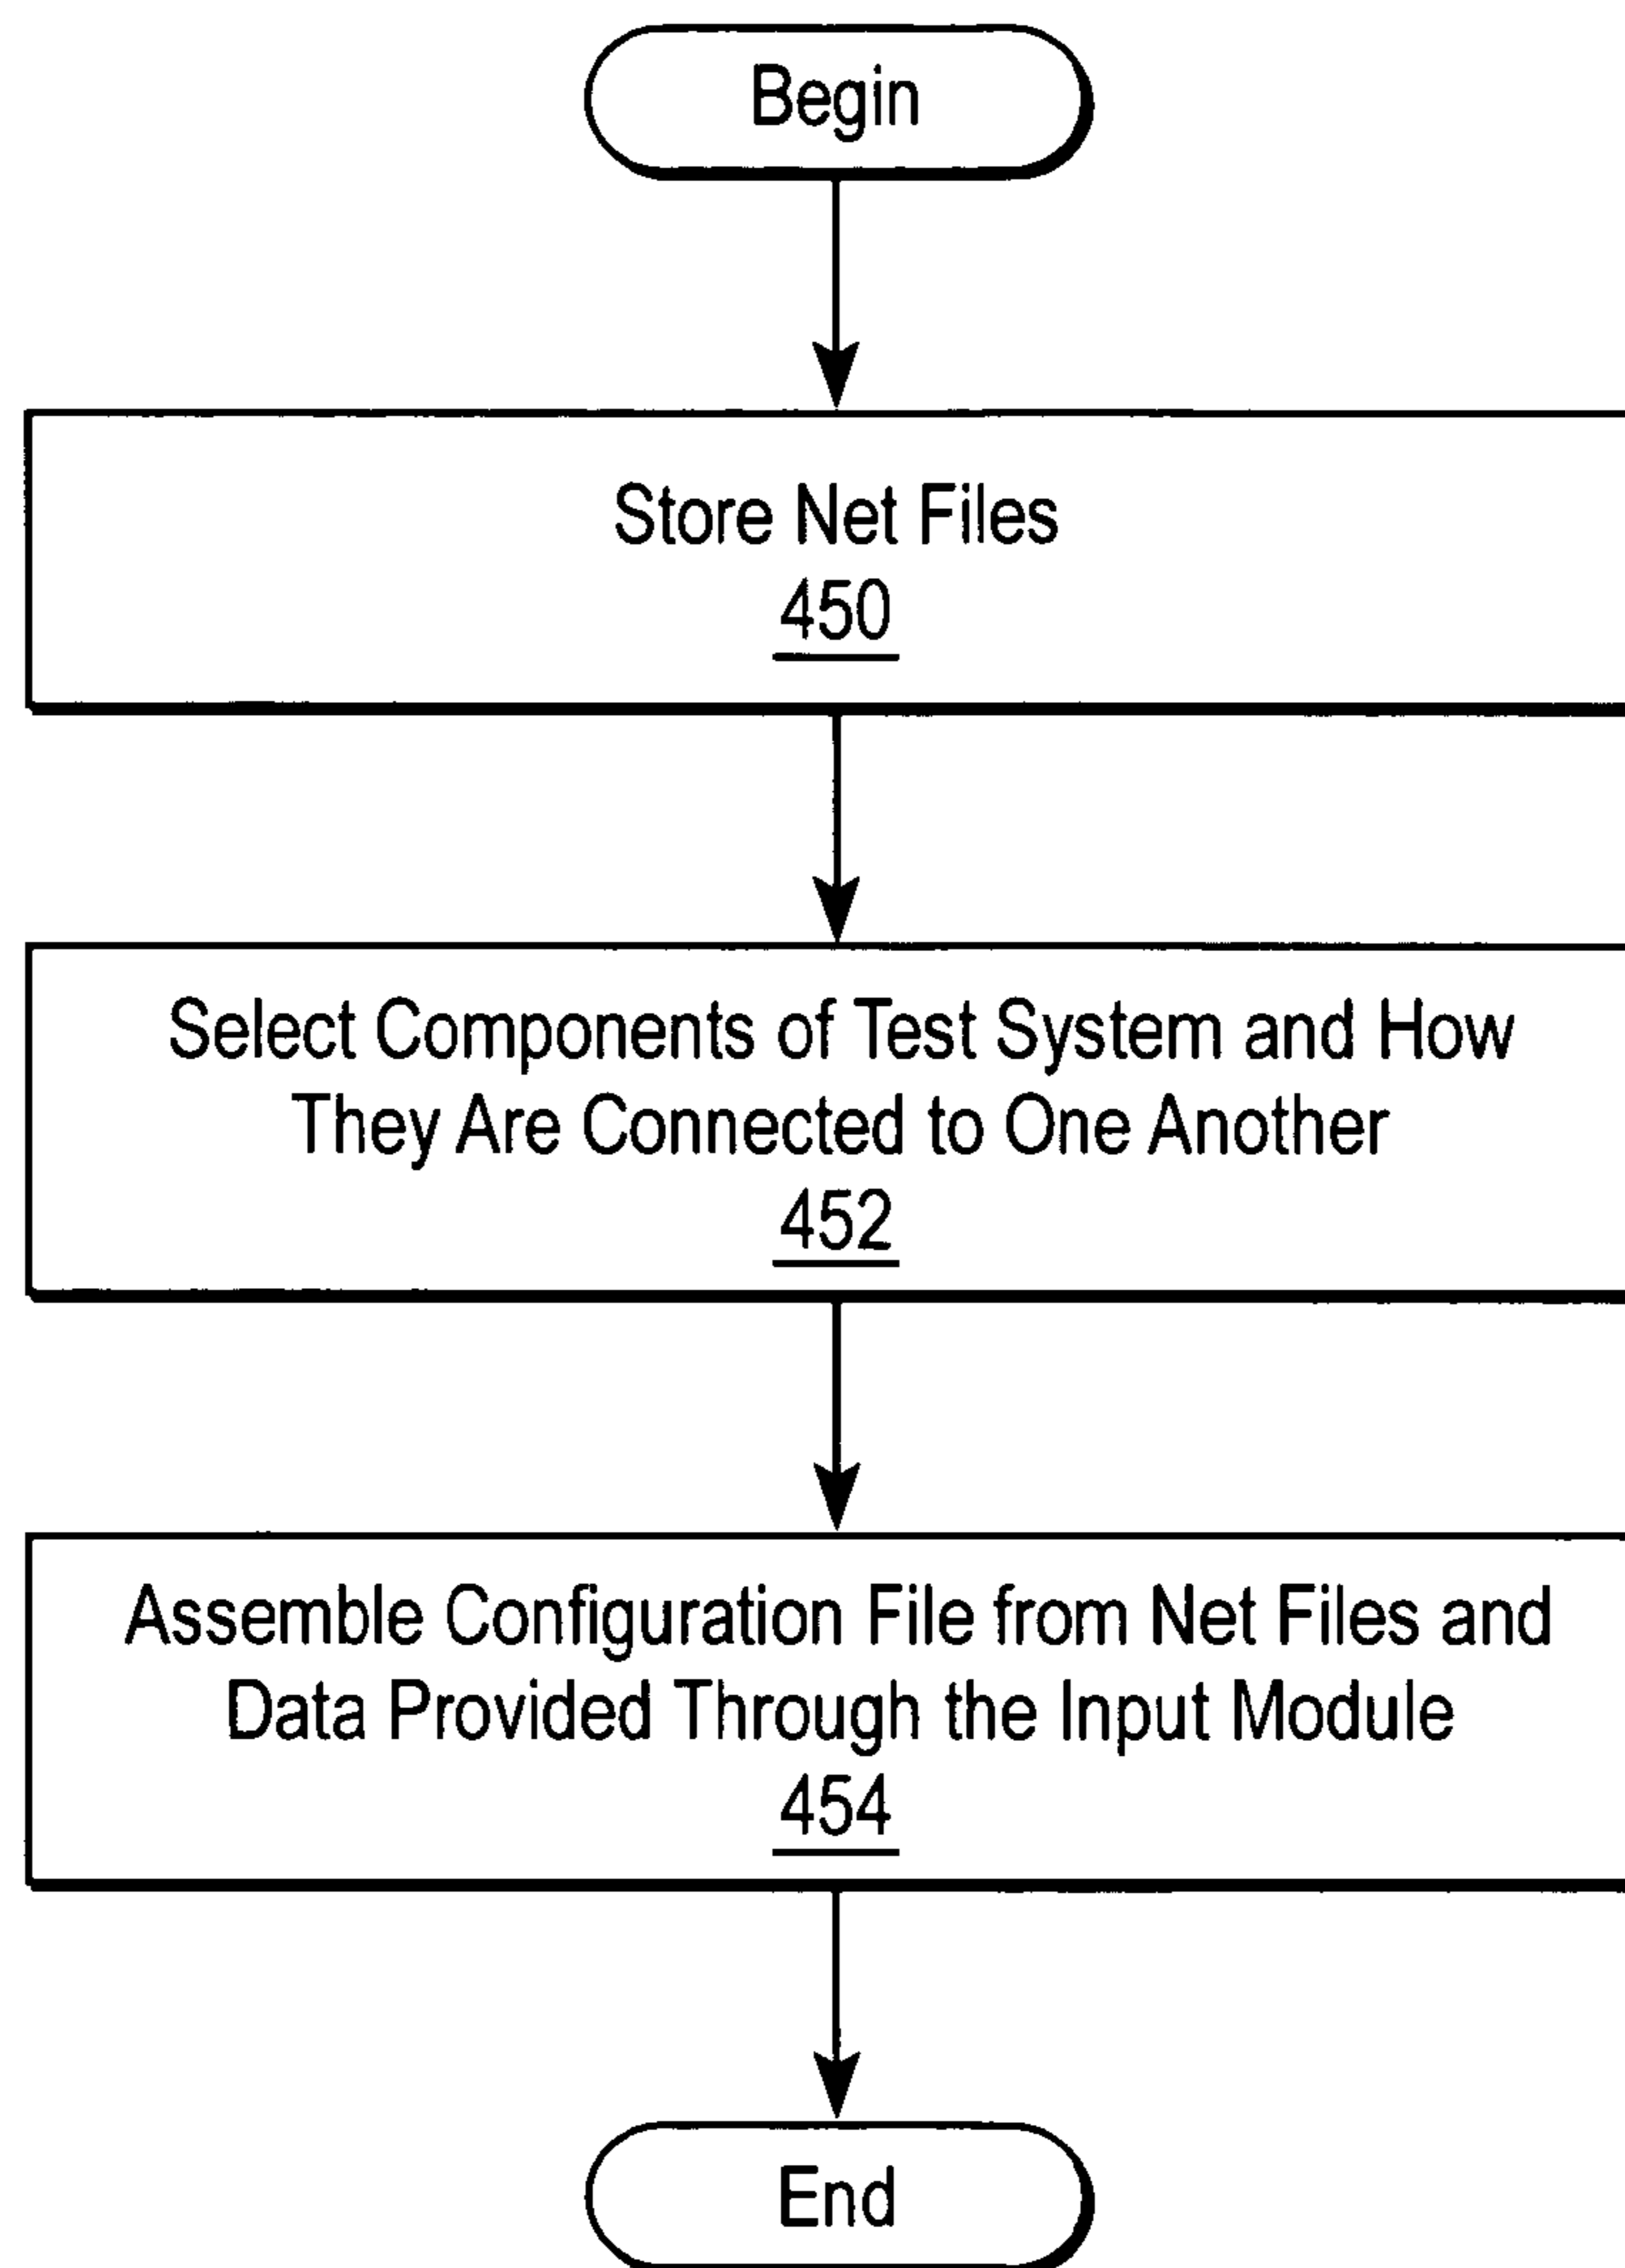 Begin
Store Net Files
450
Select Components of Test System and How
They Are Connected to One Another
452
Assemble Configuration File from Net Files and
Data Provided Through the Input Module
454
End